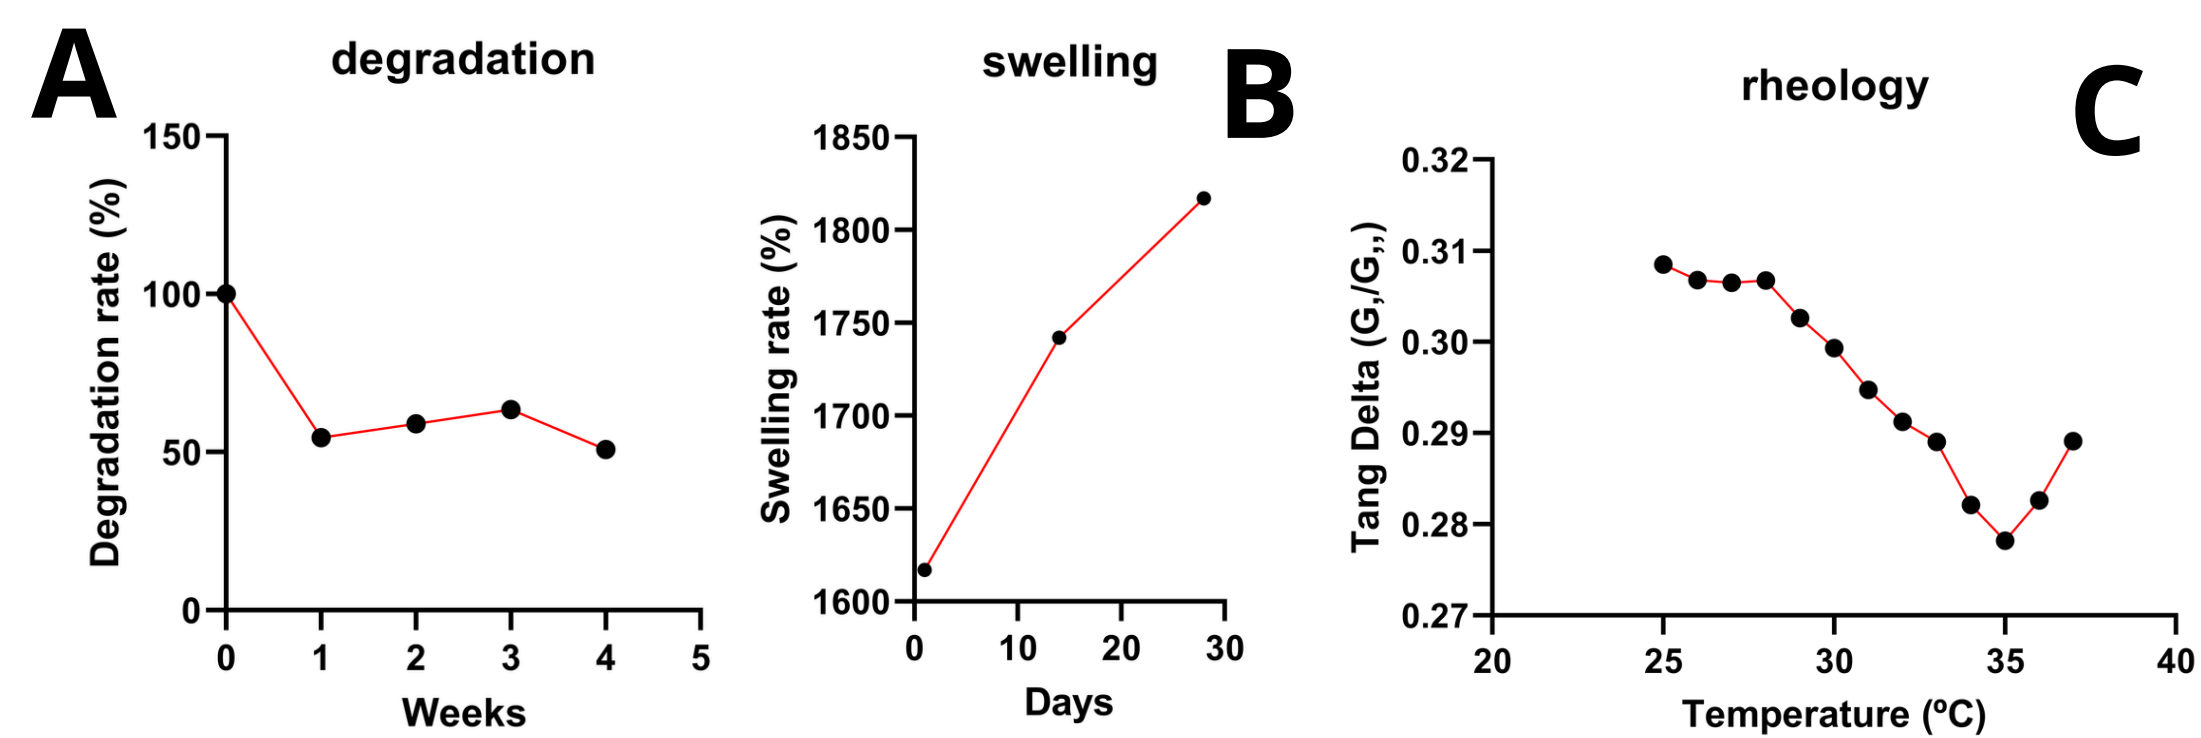 A
degradation
Degradation rate (%)
150
100
50
0
0 1 2 3 4 5
Weeks
B
swelling
Swelling rate (%)
1850
1800
1750
1700
1650
1600
0 10 20 30
Days
C
rheology
Tang Delta (G,/G,,)
0.32
0.31
0.30
0.29
0.28
0.27
20 25 30 35 40
Temperature (ºC)